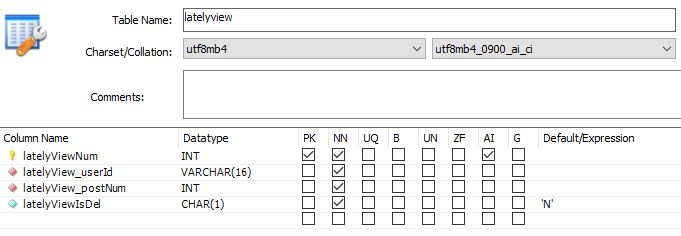 Table Name: latelyview
Charset/Collation: utf8mb4 utf8mb4_0900_ai_ci
Comments:
Column Name Datatype PK NN UQ B UN ZF AI G Default/Expression
latelyViewNum INT
latelyView_userId VARCHAR(16)
latelyView_postNum INT
latelyViewIsDel CHAR(1) 'N'